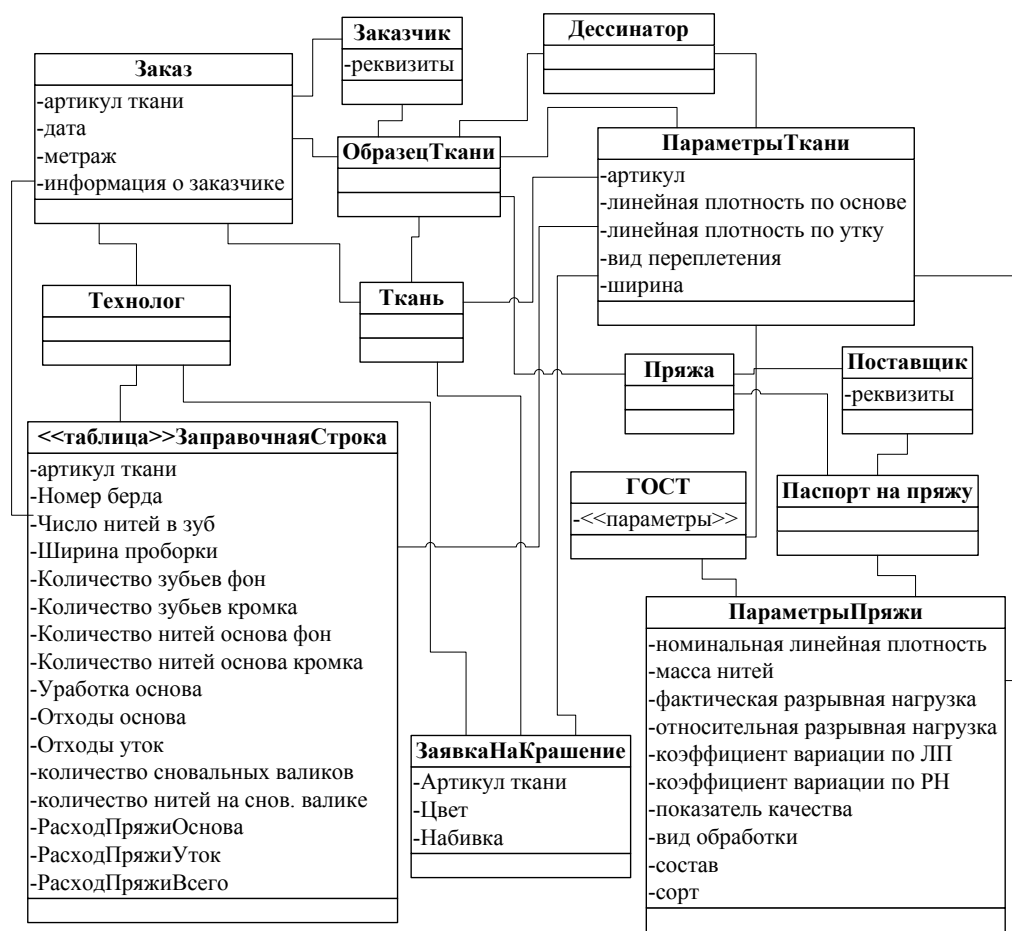 Заказ
-артикул ткани
-дата
-метраж
-информация о заказчике
Заказчик
-реквизиты
Дессинатор
ОбразецТкани
ПараметрыТкани
-артикул
-линейная плотность по основе
-линейная плотность по утку
-вид переплетения
-ширина
Технолог
Ткань
Пряжа
Поставщик
-реквизиты
<<таблица>>ЗаправочнаяСтрока
-артикул ткани
-Номер берда
-Число нитей в зуб
-Ширина проборки
-Количество зубьев фон
-Количество зубьев кромка
-Количество нитей основа фон
-Количество нитей основа кромка
-Уработка основа
-Отходы основа
-Отходы уток
-количество сновальных валиков
-количество нитей на снов. валике
-РасходПряжиОснова
-РасходПряжиУток
-РасходПряжиВсего
ГОСТ
-<<параметры>>
Паспорт на пряжу
ЗаявкаНаКрашение
-Артикул ткани
-Цвет
-Набивка
ПараметрыПряжи
-номинальная линейная плотность
-масса нитей
-фактическая разрывная нагрузка
-относительная разрывная нагрузка
-коэффициент вариации по ЛП
-коэффициент вариации по РН
-показатель качества
-вид обработки
-состав
-сорт